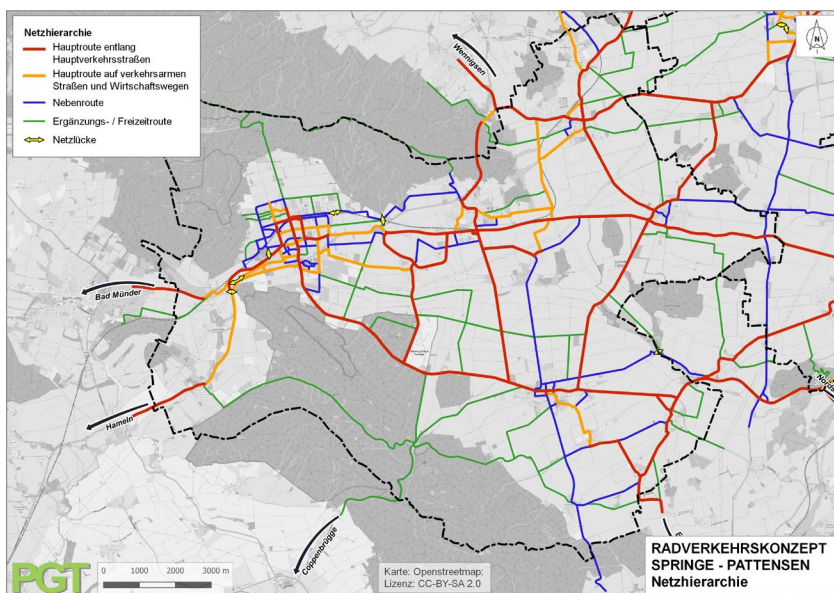 Netzhierarchie
Hauptroute entlang
Hauptverkehrsstraßen
Hauptroute auf verkehrsarmen
Straßen und Wirtschaftswegen
Nebenroute
Ergänzungs- / Freizeitroute
Netzlücke
Wennigsen
N
Bad Münder
Hameln
Coppenbrügge
PGT
0 1000 2000 3000 m
Karte: Openstreetmap:
Lizenz: CC-BY-SA 2.0
RADVERKEHRSKONZEPT
SPRINGE - PATTENSEN
Netzhierarchie